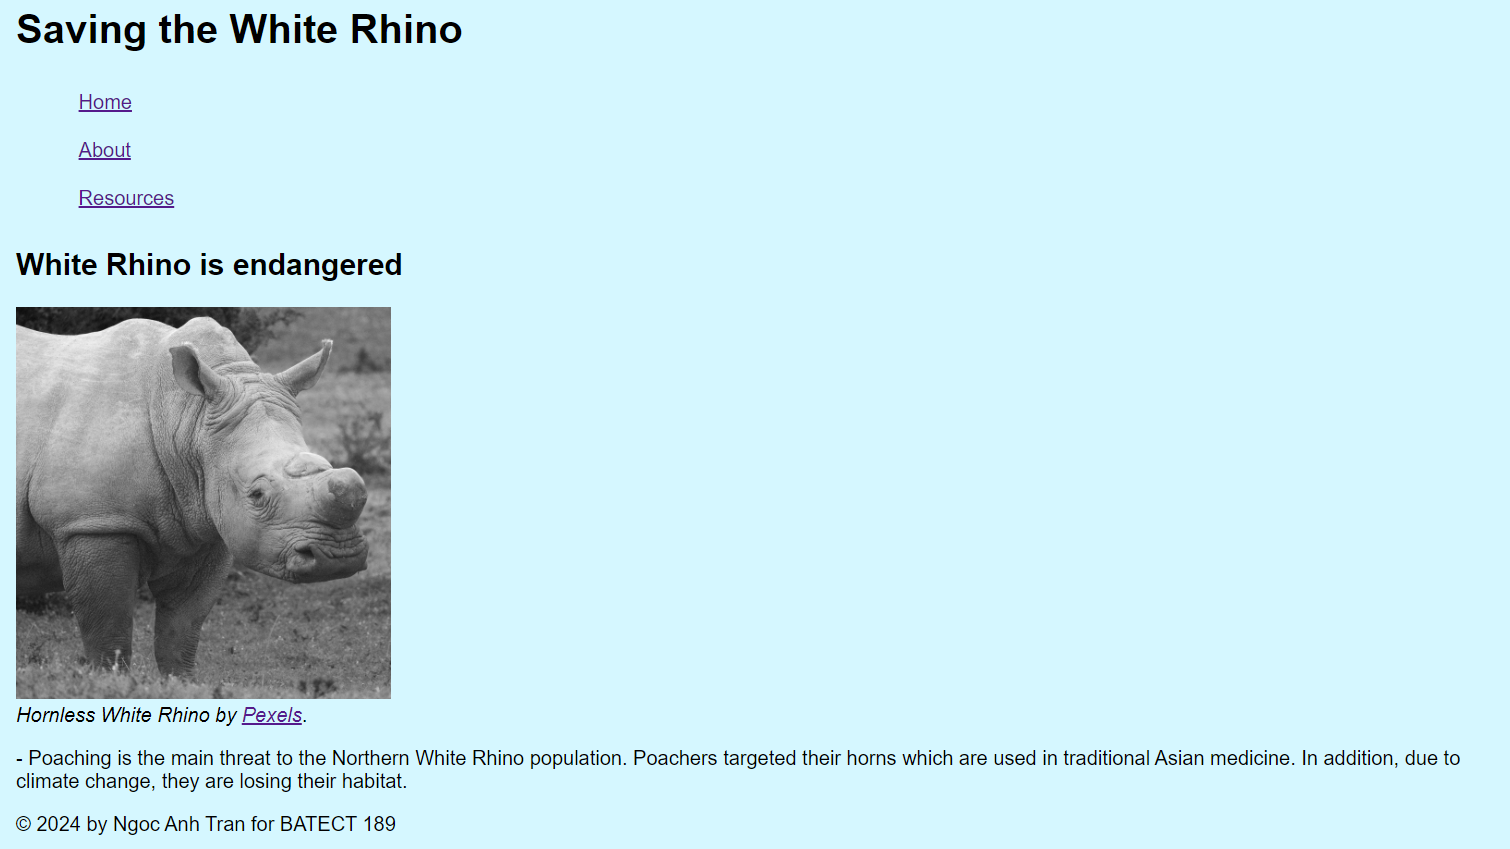 Saving the White Rhino
Home
About
Resources
White Rhino is endangered
Hornless White Rhino by Pexels.
- Poaching is the main threat to the Northern White Rhino population. Poachers targeted their horns which are used in traditional Asian medicine. In addition, due to
climate change, they are losing their habitat.
© 2024 by Ngoc Anh Tran for BATECT 189